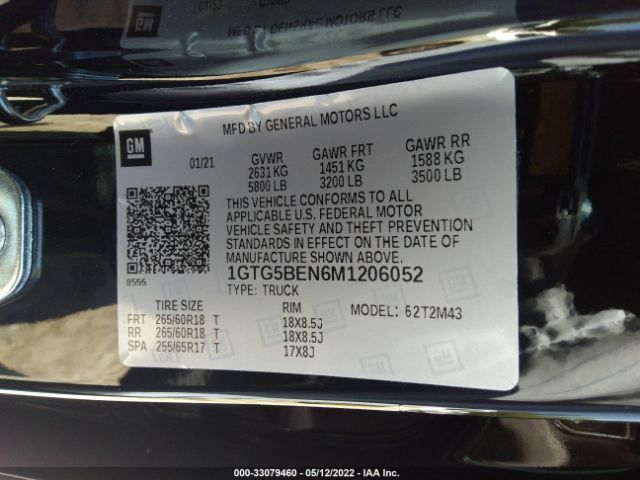 MFD BY GENERAL MOTORS LLC
GM
01/21
GVWR
2631 KG
5800 LB
GAWR FRT
1451 KG
3200 LB
GAWR RR
1588 KG
3500 LB
THIS VEHICLE CONFORMS TO ALL
APPLICABLE U.S. FEDERAL MOTOR
VEHICLE SAFETY AND THEFT PREVENTION
STANDARDS IN EFFECT ON THE DATE OF
MANUFACTURE SHOWN ABOVE.
8555
1GTG5BEN6M1206052
TYPE: TRUCK
MODEL: 62T2M43
TIRE SIZE RIM
FRT 265/60R18 T 18X8.5J
RR 265/60R18 T 18X8.5J
SPA 255/65R17 T 17X8J
000-33079460 - 05/12/2022 - IAA Inc.